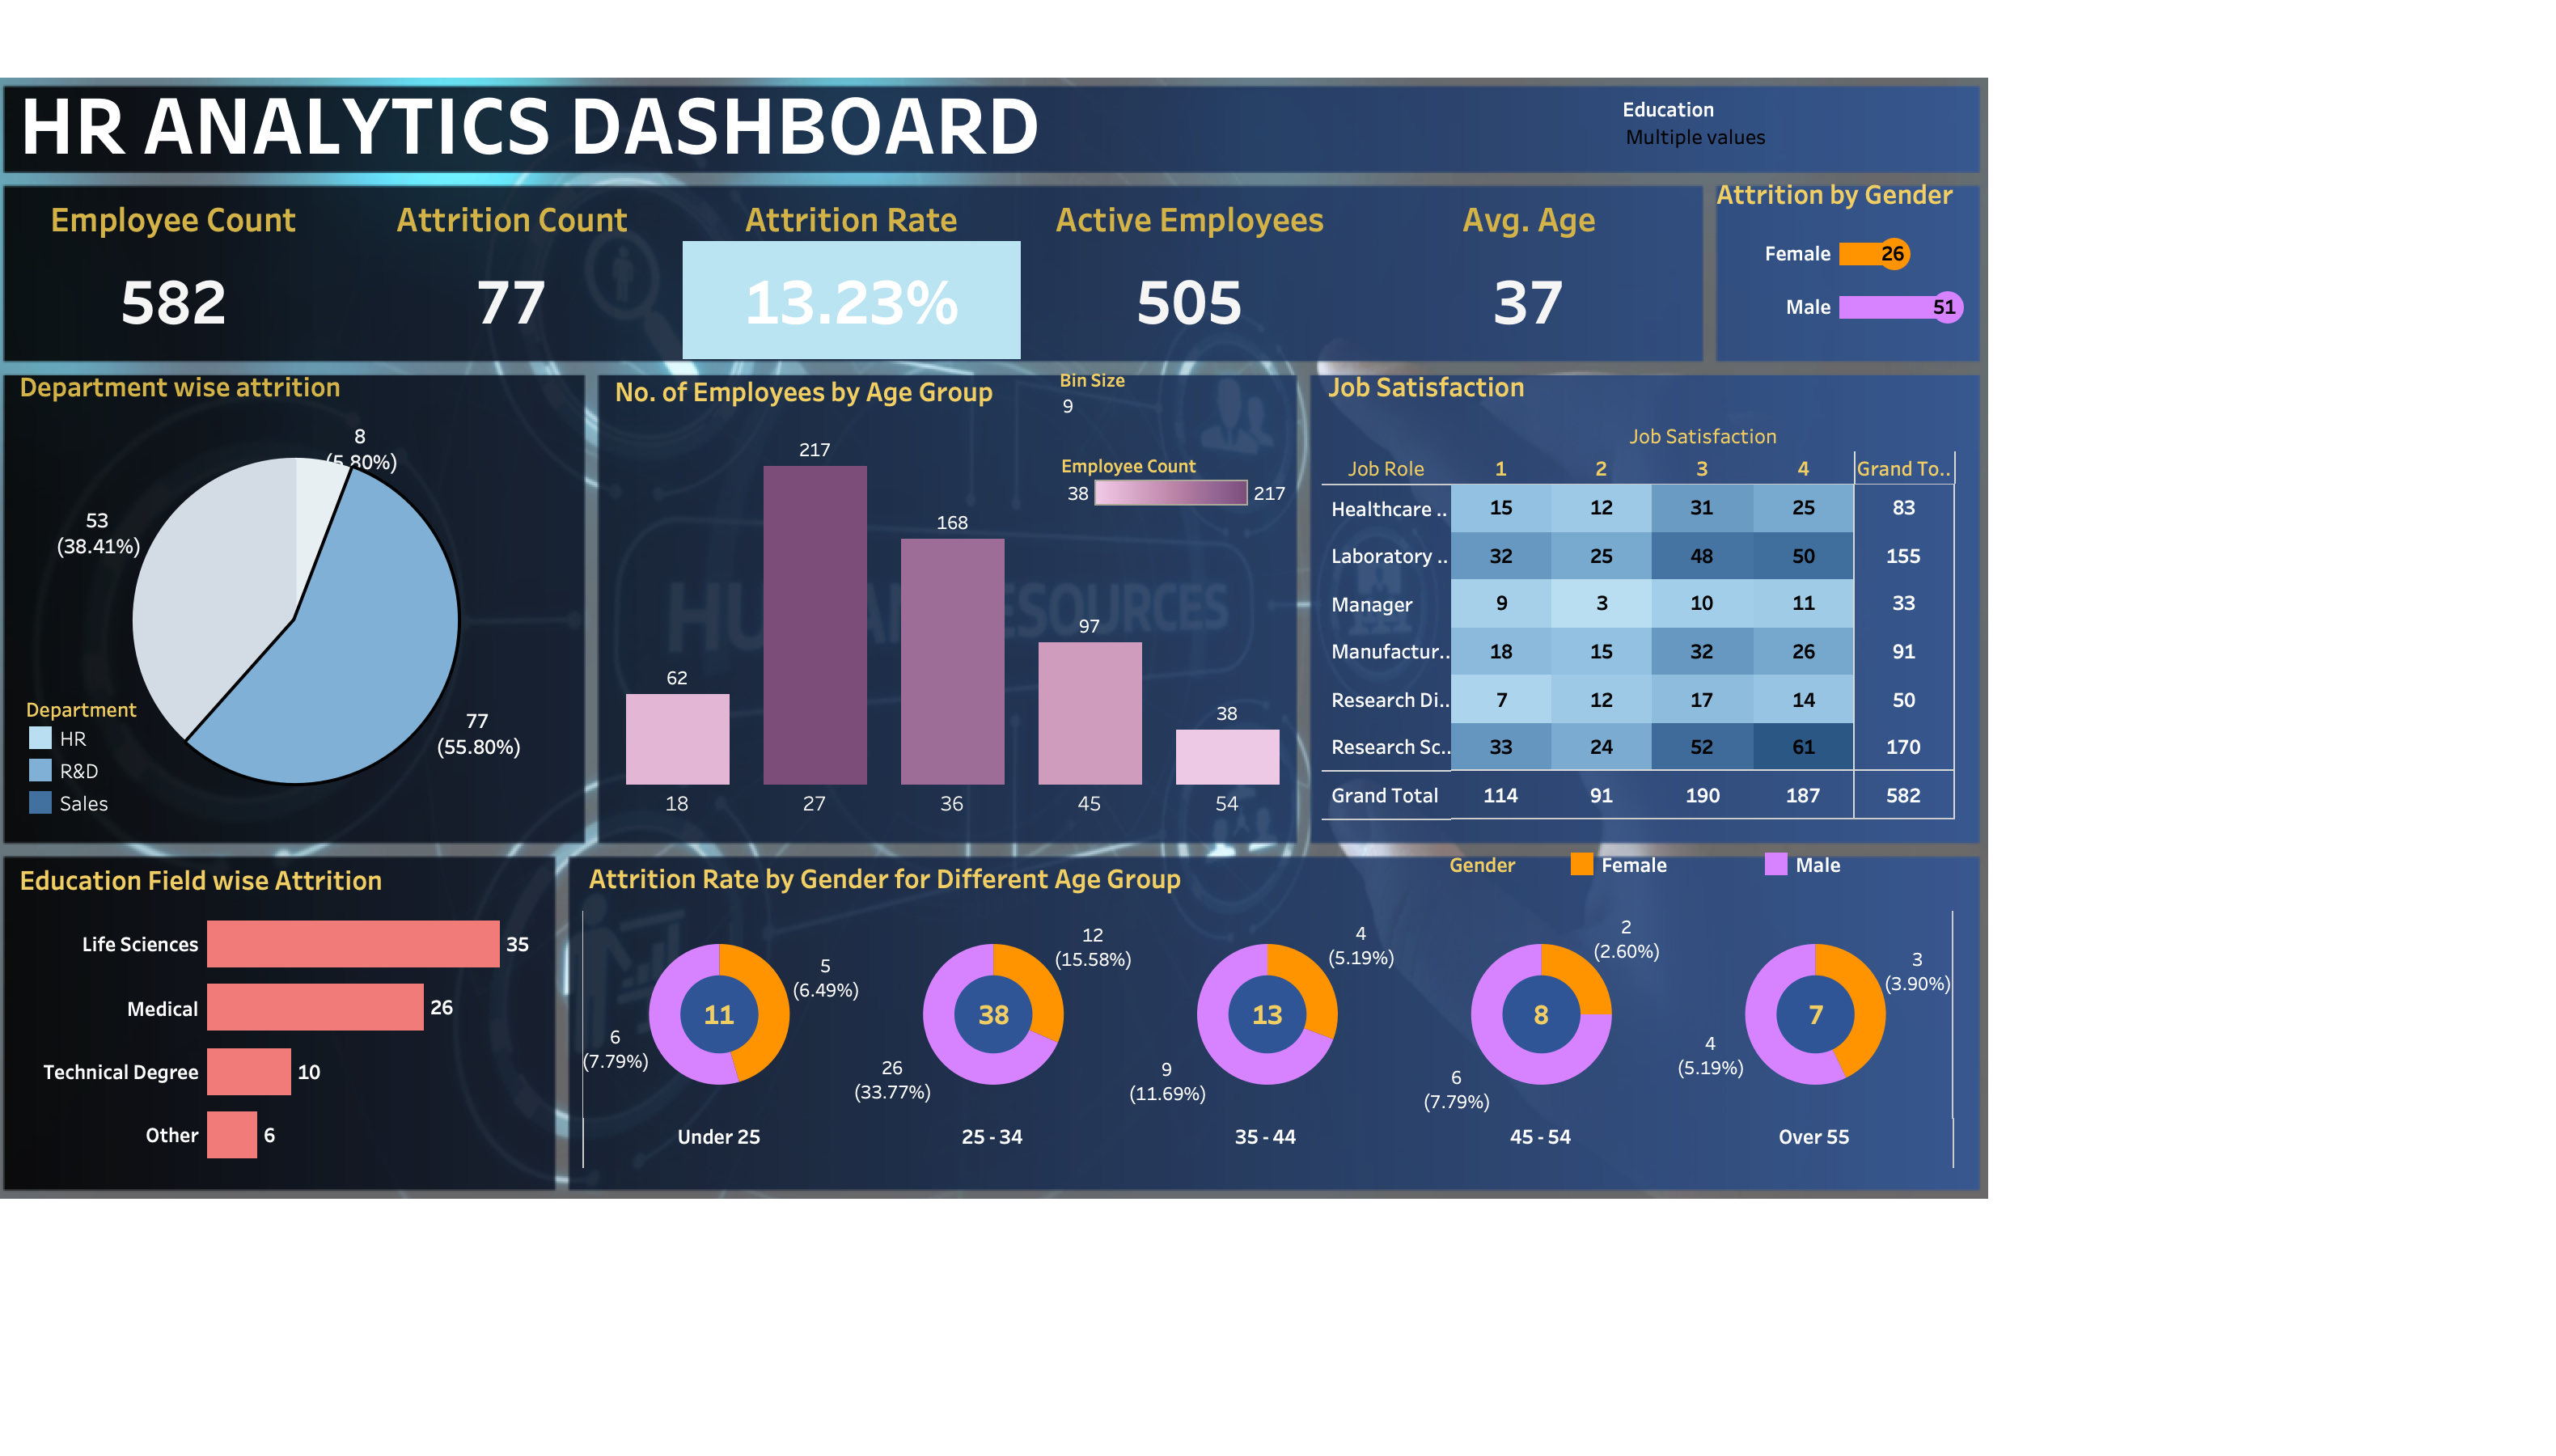 HR ANALYTICS DASHBOARD
Education
Multiple values
Employee Count
582
Attrition Count
77
Attrition Rate
13.23%
Active Employees
505
Avg. Age
37
Attrition by Gender
Female 26
Male 51
Department wise attrition
8
(5.80%)
53
(38.41%)
77
(55.80%)
Department
HR
R&D
Sales
No. of Employees by Age Group
Bin Size
9
Employee Count
38 217
62 217 168 97 38
18 27 36 45 54
HUMAN RESOURCES
Job Satisfaction
Job Satisfaction
Job Role 1 2 3 4 Grand To..
Healthcare .. 15 12 31 25 83
Laboratory .. 32 25 48 50 155
Manager 9 3 10 11 33
Manufactur.. 18 15 32 26 91
Research Di.. 7 12 17 14 50
Research Sc.. 33 24 52 61 170
Grand Total 114 91 190 187 582
Education Field wise Attrition
Life Sciences 35
Medical 26
Technical Degree 10
Other 6
Attrition Rate by Gender for Different Age Group
Gender Female Male
5
(6.49%)
11
6
(7.79%)
Under 25
12
(15.58%)
38
26
(33.77%)
25 - 34
4
(5.19%)
13
9
(11.69%)
35 - 44
2
(2.60%)
8
6
(7.79%)
45 - 54
3
(3.90%)
7
4
(5.19%)
Over 55